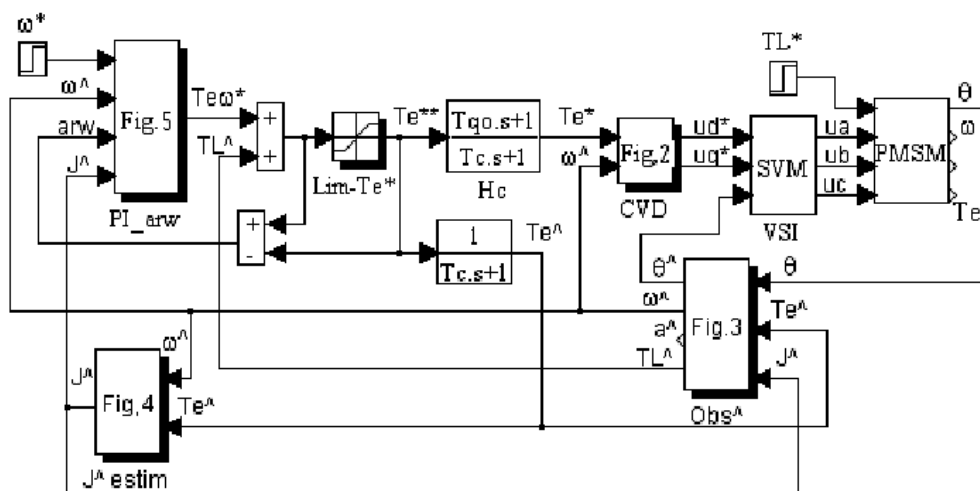 ω*
TL*
ω^
Teω*
Te**
Tqo.s+1
Te*
ud*
ua
θ
ω
arw
Fig.5
+
+
TL^
Tc.s+1
ω^
Fig.2
uq*
SVM
ub
PMSM
J^
Lim-Te*
Hc
CVD
uc
Te
PI_arw
+
-
1
Tc.s+1
Te^
VSI
θ^
θ
ω^
Fig.3
Te^
a^
ω^
TL^
J^
J^
Fig,4
Te^
Obs^
J^ estim